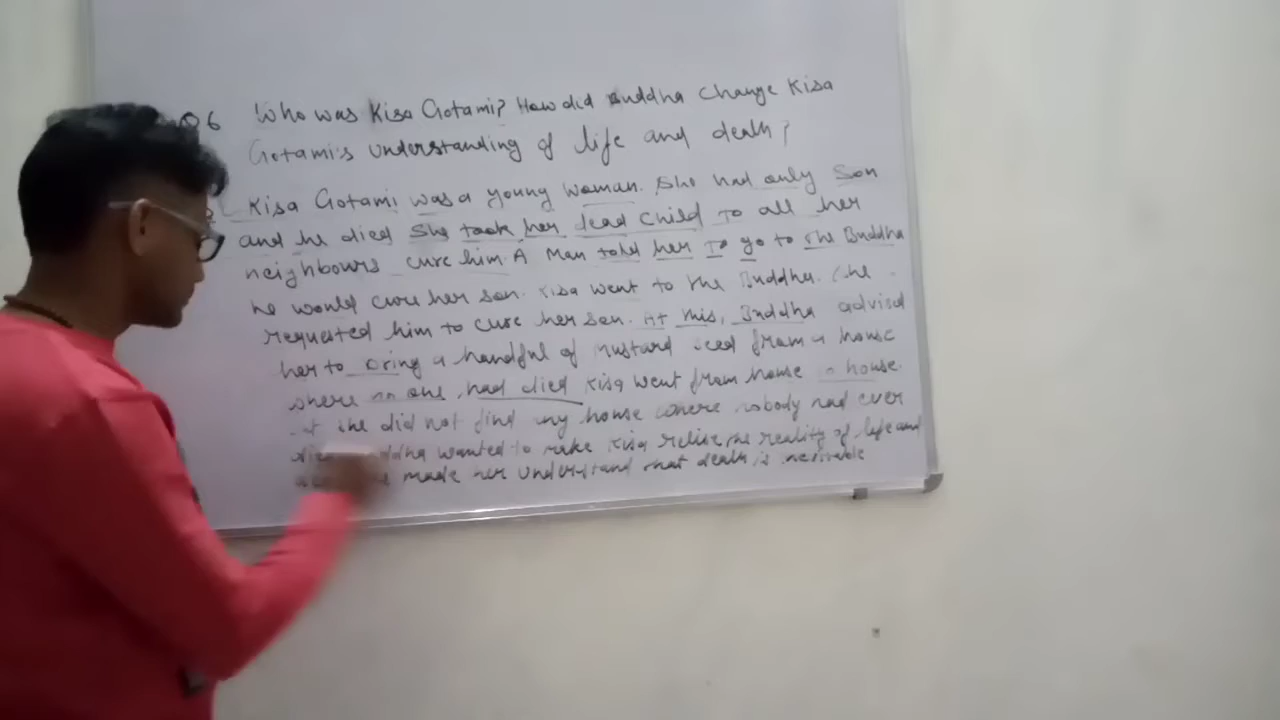 Q6 Who was Kisa Gotami? How did Buddha change Kisa
Gotami's understanding of life and death?
Kisa Gotami was a young woman. She had only Son
and he died She took her dead child To all her
neighbours cure him. A Man told her To go to the Buddha
he would cure her son. Kisa went to the Buddha. She
requested him to cure her son. At this, Buddha advised
her to bring a handful of mustard seed from a house
where no one had died Kisa went from house to house.
she did not find any house where nobody had ever
wanted to make Kisa relise the reality of life and
made her understand that death is inevitable